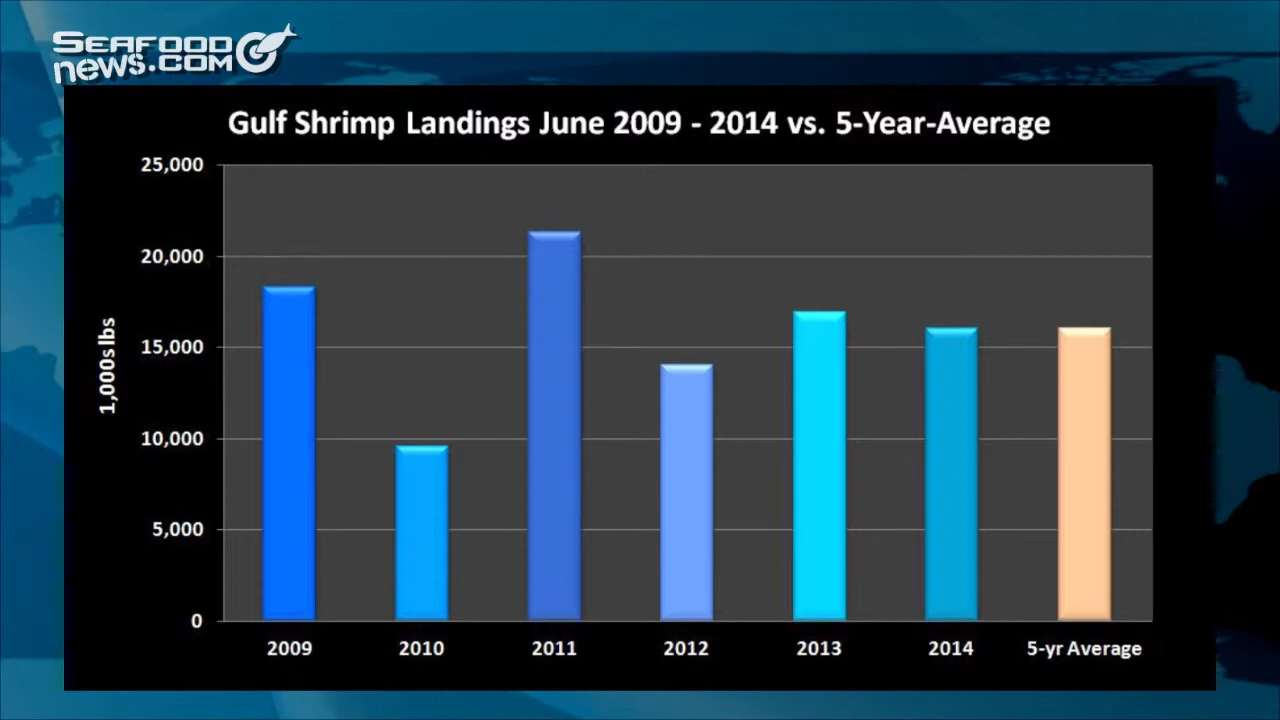 SEAFOOD
news.com
Gulf Shrimp Landings June 2009 - 2014 vs. 5-Year-Average
25,000
20,000
15,000
10,000
5,000
0
1,000s lbs
2009 2010 2011 2012 2013 2014 5-yr Average